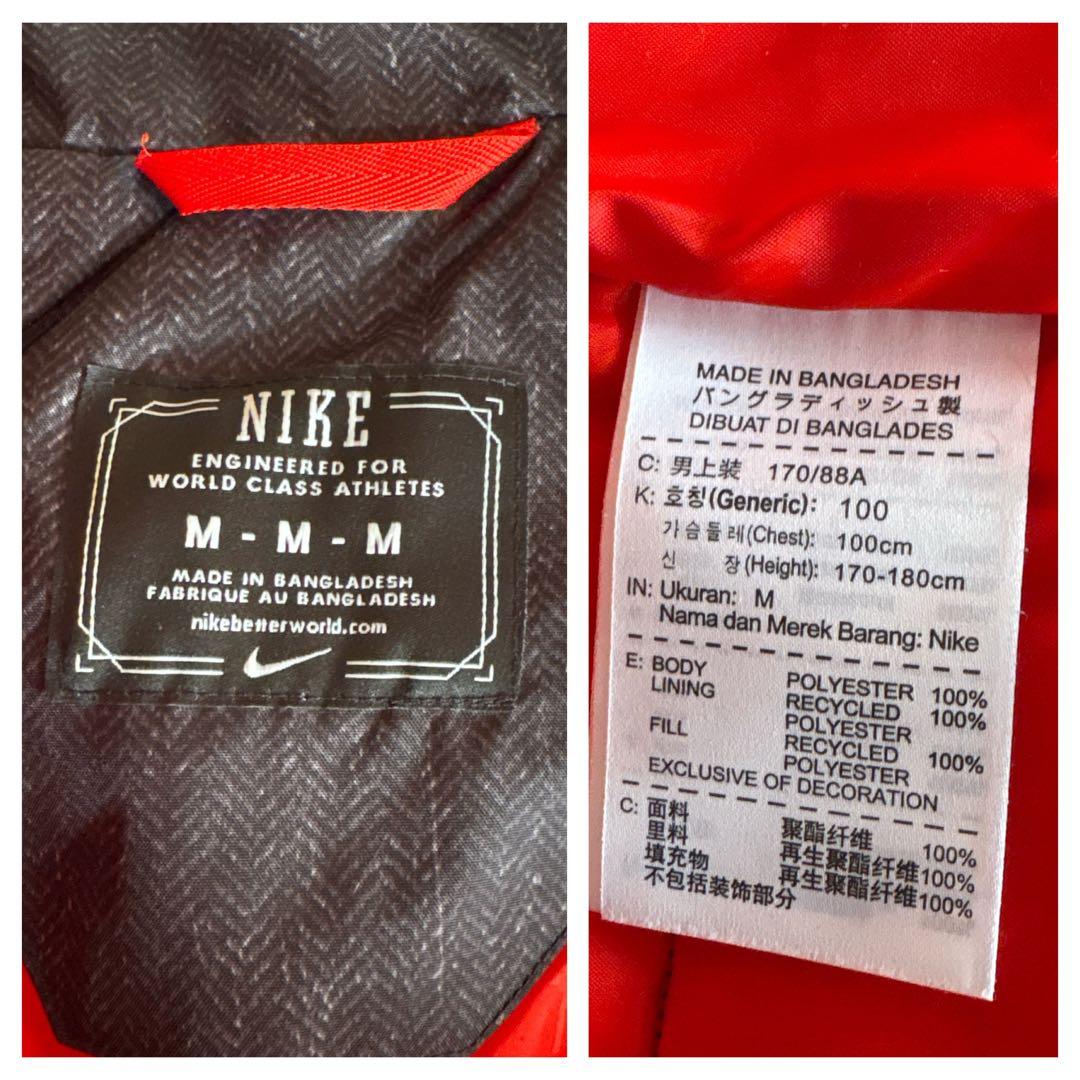 NIKE
ENGINEERED FOR
WORLD CLASS ATHLETES
M - M - M
MADE IN BANGLADESH
FABRIQUE AU BANGLADESH
nikebetterworld.com
MADE IN BANGLADESH
バングラディッシュ製
DIBUAT DI BANGLADES
C: 男上装 170/88A
K: 호칭(Generic): 100
가슴둘레(Chest): 100cm
신 장(Height): 170-180cm
IN: Ukuran: M
Nama dan Merek Barang: Nike
E: BODY POLYESTER 100%
LINING RECYCLED 100%
POLYESTER
FILL RECYCLED 100%
POLYESTER
EXCLUSIVE OF DECORATION
C: 面料 聚酯纤维 100%
里料 再生聚酯纤维 100%
填充物 再生聚酯纤维 100%
不包括装饰部分